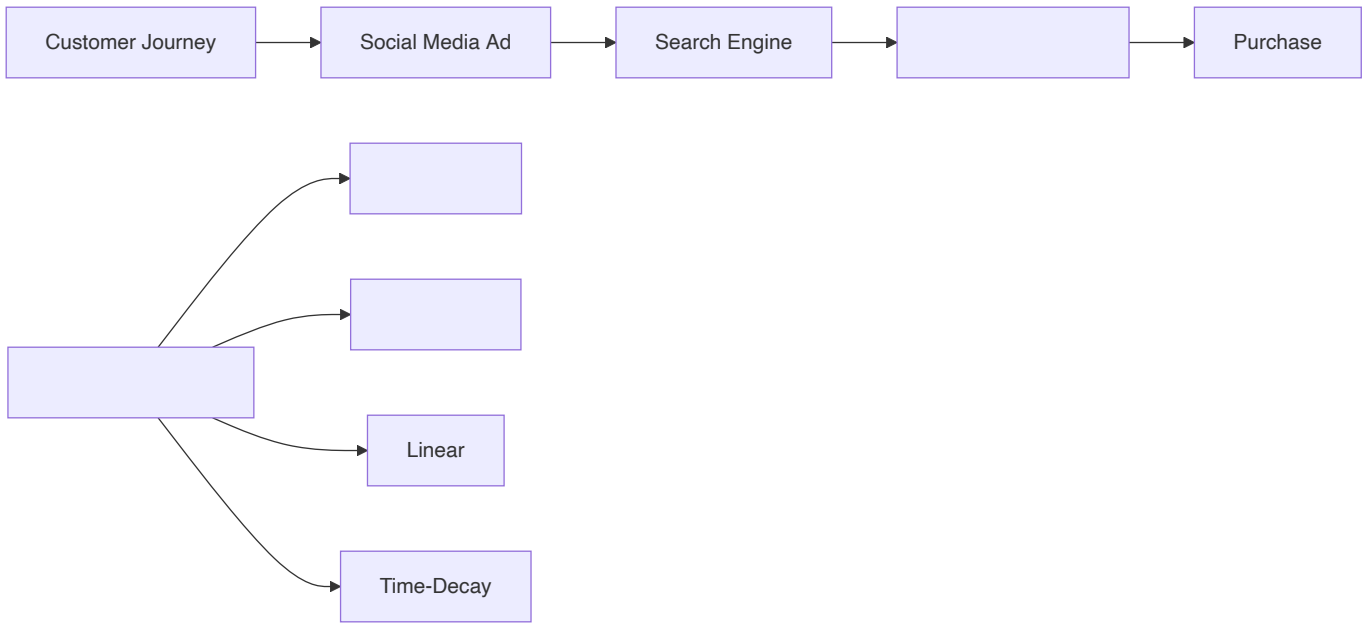 Customer Journey
Social Media Ad
Search Engine
Purchase
Linear
Time-Decay